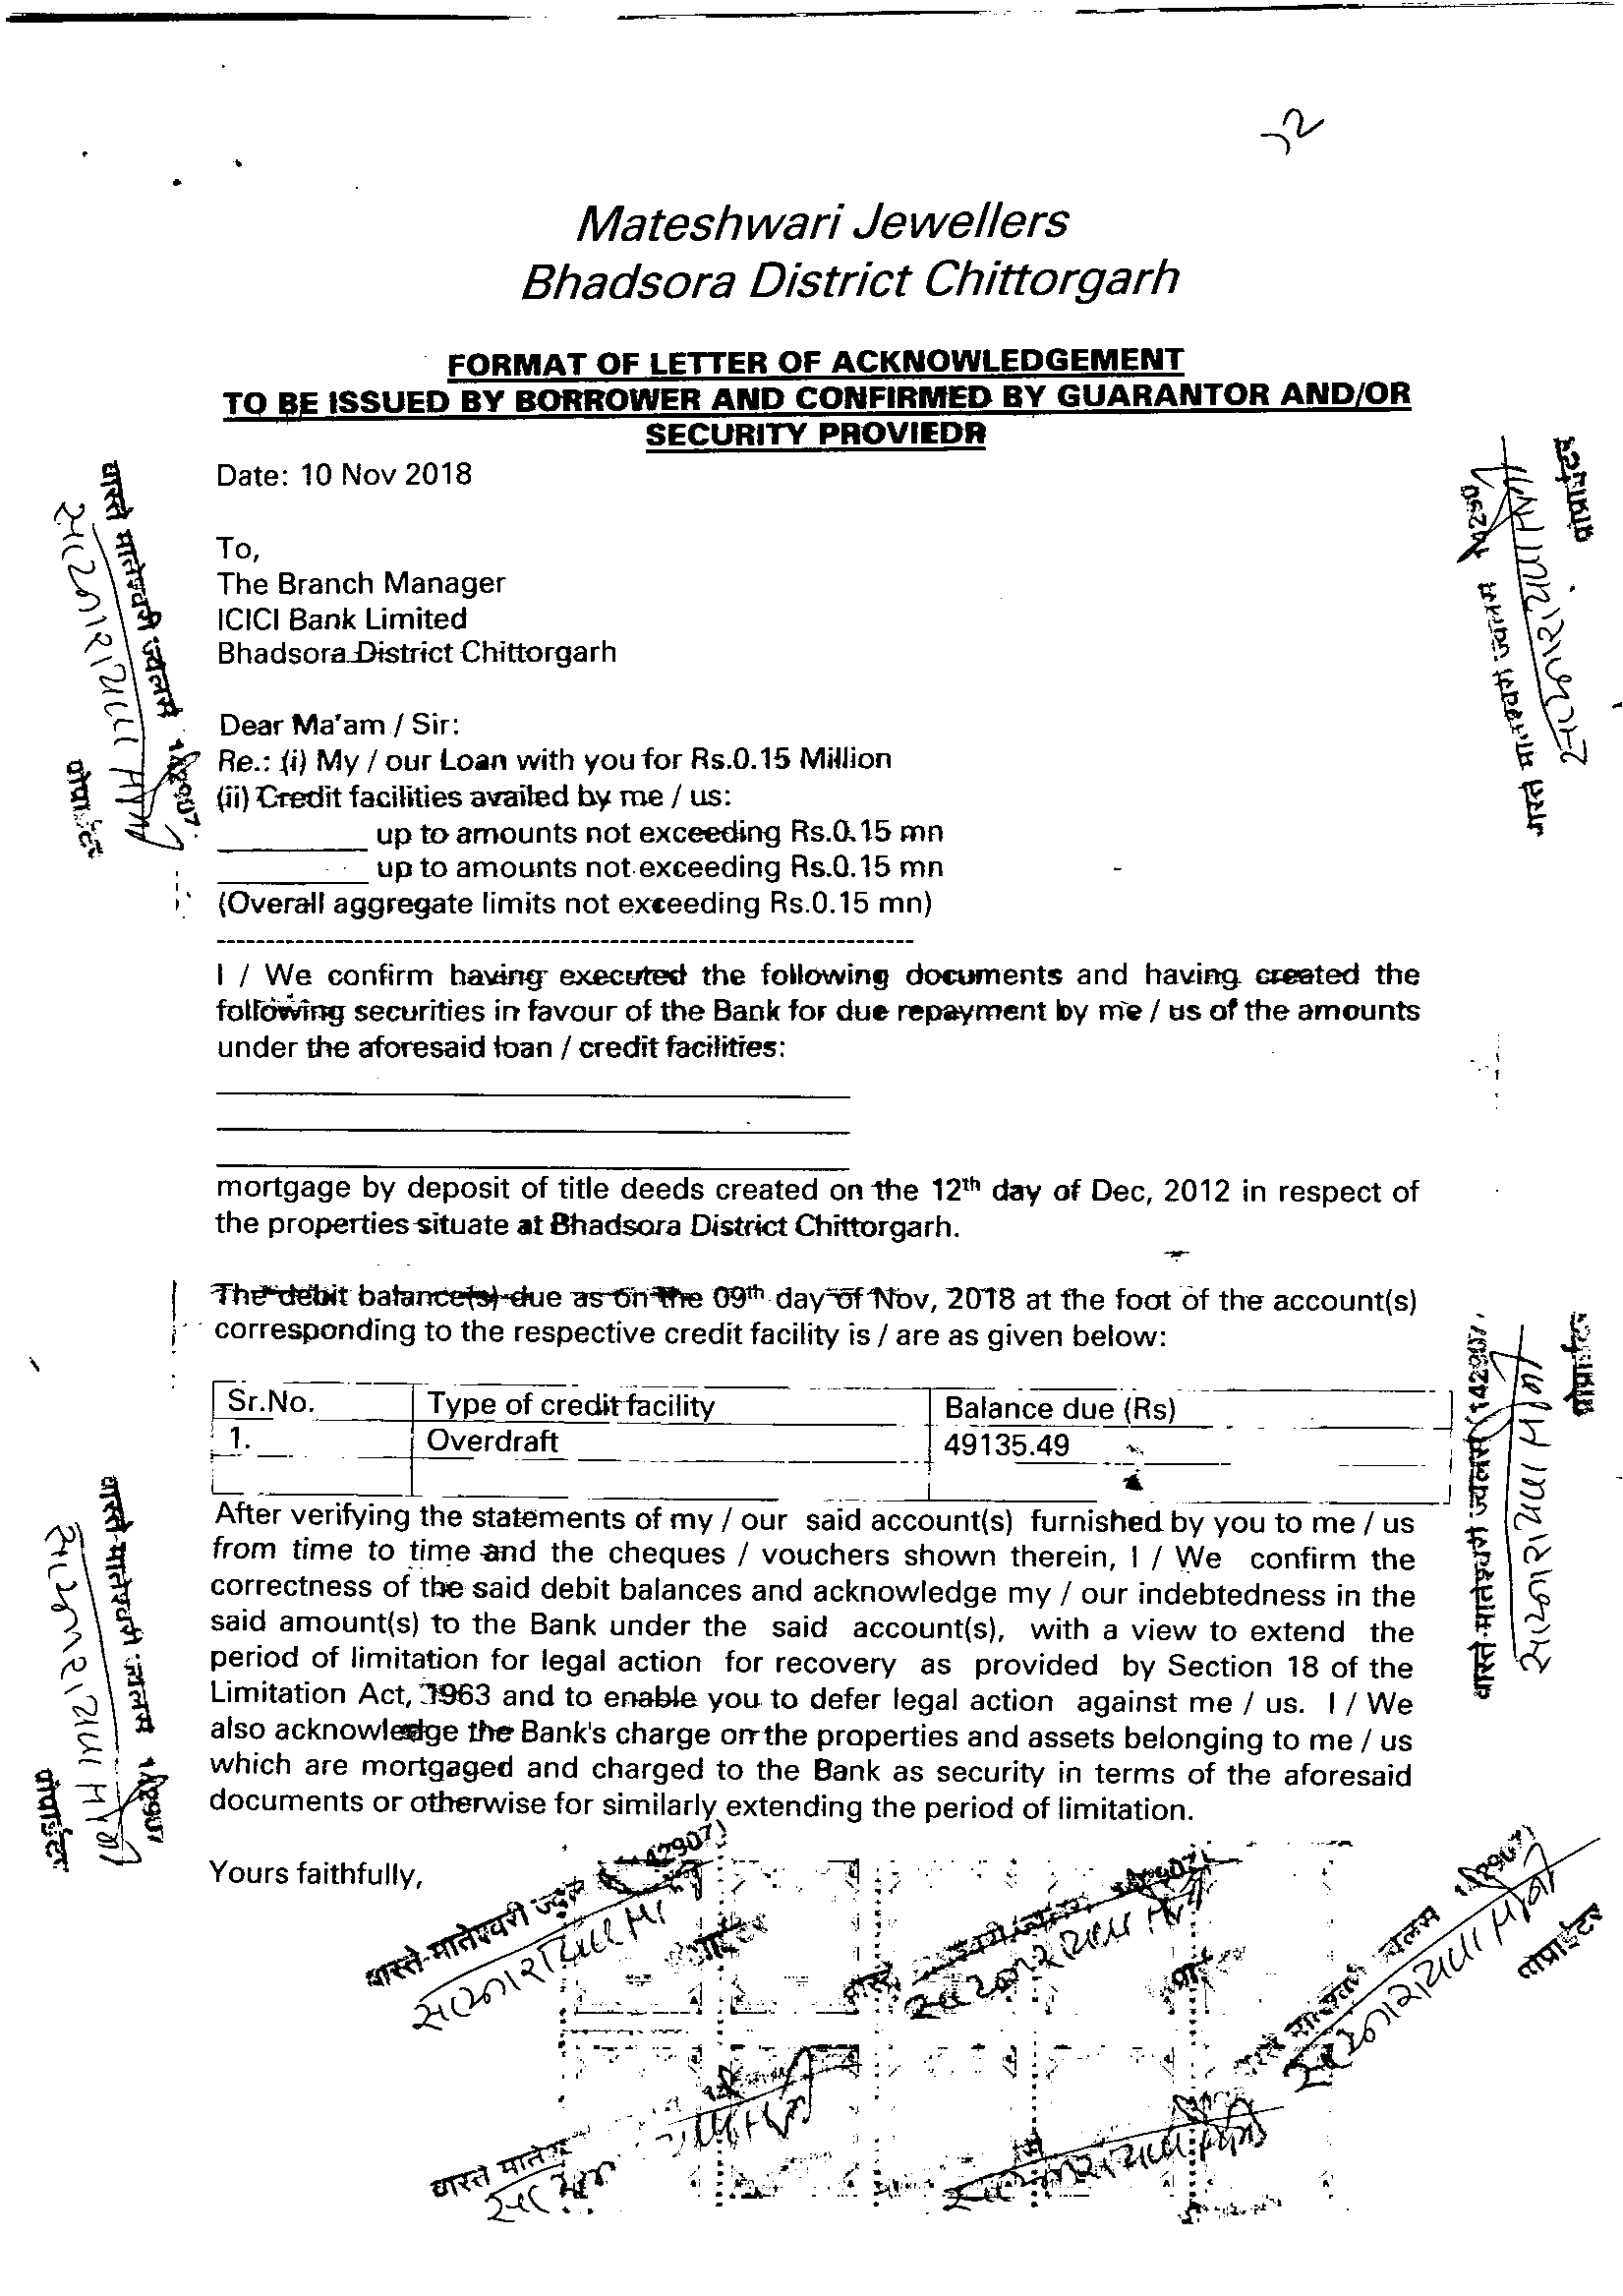 Mateshwari Jewellers
Bhadsora District Chittorgarh
FORMAT OF LETTER OF ACKNOWLEDGEMENT
TO BE ISSUED BY BORROWER AND CONFIRMED BY GUARANTOR AND/OR
SECURITY PROVIEDR
Date: 10 Nov 2018
To,
The Branch Manager
ICICI Bank Limited
Bhadsora District Chittorgarh
Dear Ma'am / Sir:
Re.: (i) My / our Loan with you for Rs.0.15 Million
(ii) Credit facilities availed by me / us:
_________ up to amounts not exceeding Rs.0.15 mn
_________ up to amounts not exceeding Rs.0.15 mn
(Overall aggregate limits not exceeding Rs.0.15 mn)
I / We confirm having executed the following documents and having created the
following securities in favour of the Bank for due repayment by me / us of the amounts
under the aforesaid loan / credit facilities:
mortgage by deposit of title deeds created on the 12th day of Dec, 2012 in respect of
the properties situate at Bhadsora District Chittorgarh.
The debit balance(s) due as on the 09th day of Nov, 2018 at the foot of the account(s)
corresponding to the respective credit facility is / are as given below:
Sr.No. Type of credit facility Balance due (Rs)
1. Overdraft 49135.49
After verifying the statements of my / our said account(s) furnished by you to me / us
from time to time and the cheques / vouchers shown therein, I / We confirm the
correctness of the said debit balances and acknowledge my / our indebtedness in the
said amount(s) to the Bank under the said account(s), with a view to extend the
period of limitation for legal action for recovery as provided by Section 18 of the
Limitation Act, 1963 and to enable you to defer legal action against me / us. I / We
also acknowledge the Bank's charge on the properties and assets belonging to me / us
which are mortgaged and charged to the Bank as security in terms of the aforesaid
documents or otherwise for similarly extending the period of limitation.
Yours faithfully,
वास्ते मातेश्वरी ज्वलर्स